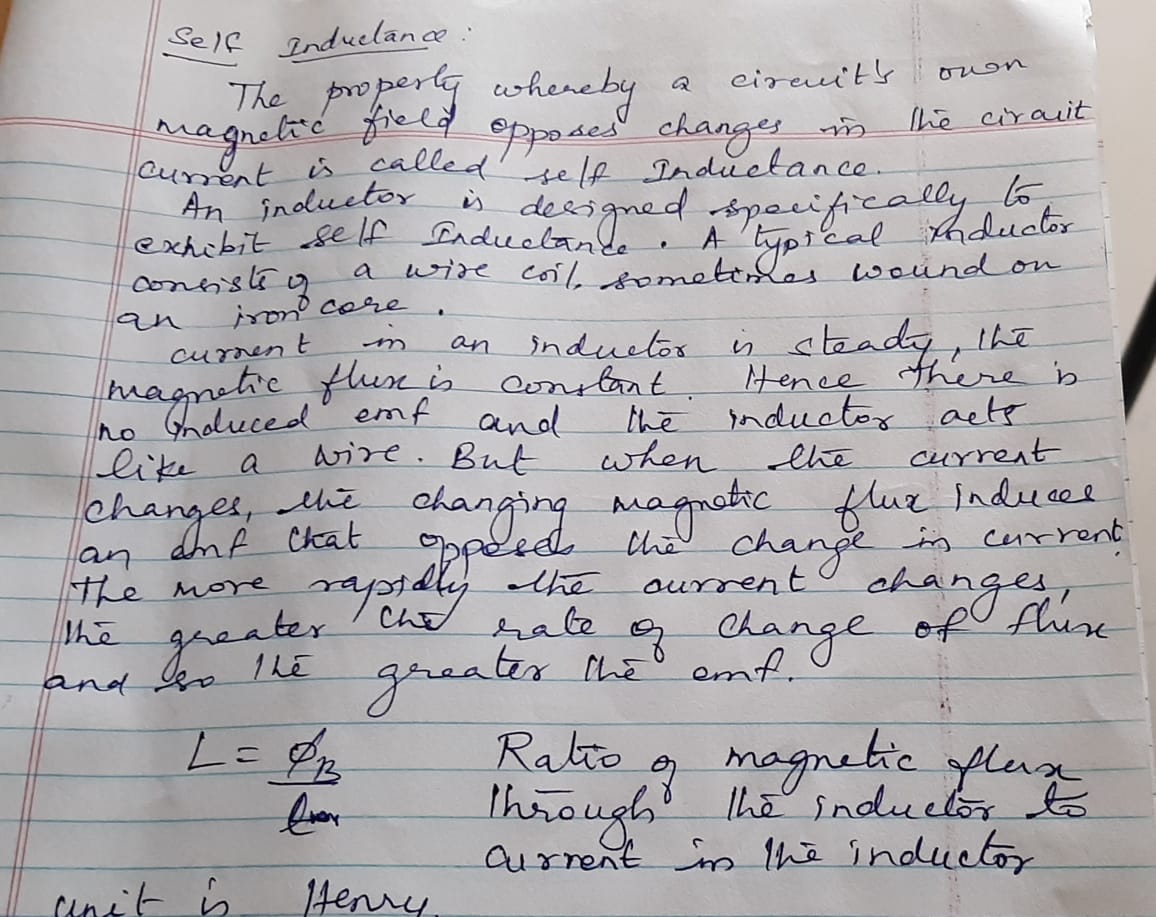 Self Inductance:
The property whereby a circuit's own
magnetic field opposes changes in the circuit
current is called self Inductance.
An inductor is designed specifically to
exhibit self Inductance. A typical inductor
consists of a wire coil, sometimes wound on
an iron core.
current in an inductor is steady, the
magnetic flux is constant. Hence there is
no induced emf and the inductor acts
like a wire. But when the current
changes, the changing magnetic flux induces
an emf that opposes the change in current.
The more rapidly the current changes,
the greater the rate of change of flux
and so the greater the emf.
L = φB Ratio of magnetic flux
through the inductor to
current in the inductor
unit is Henry.